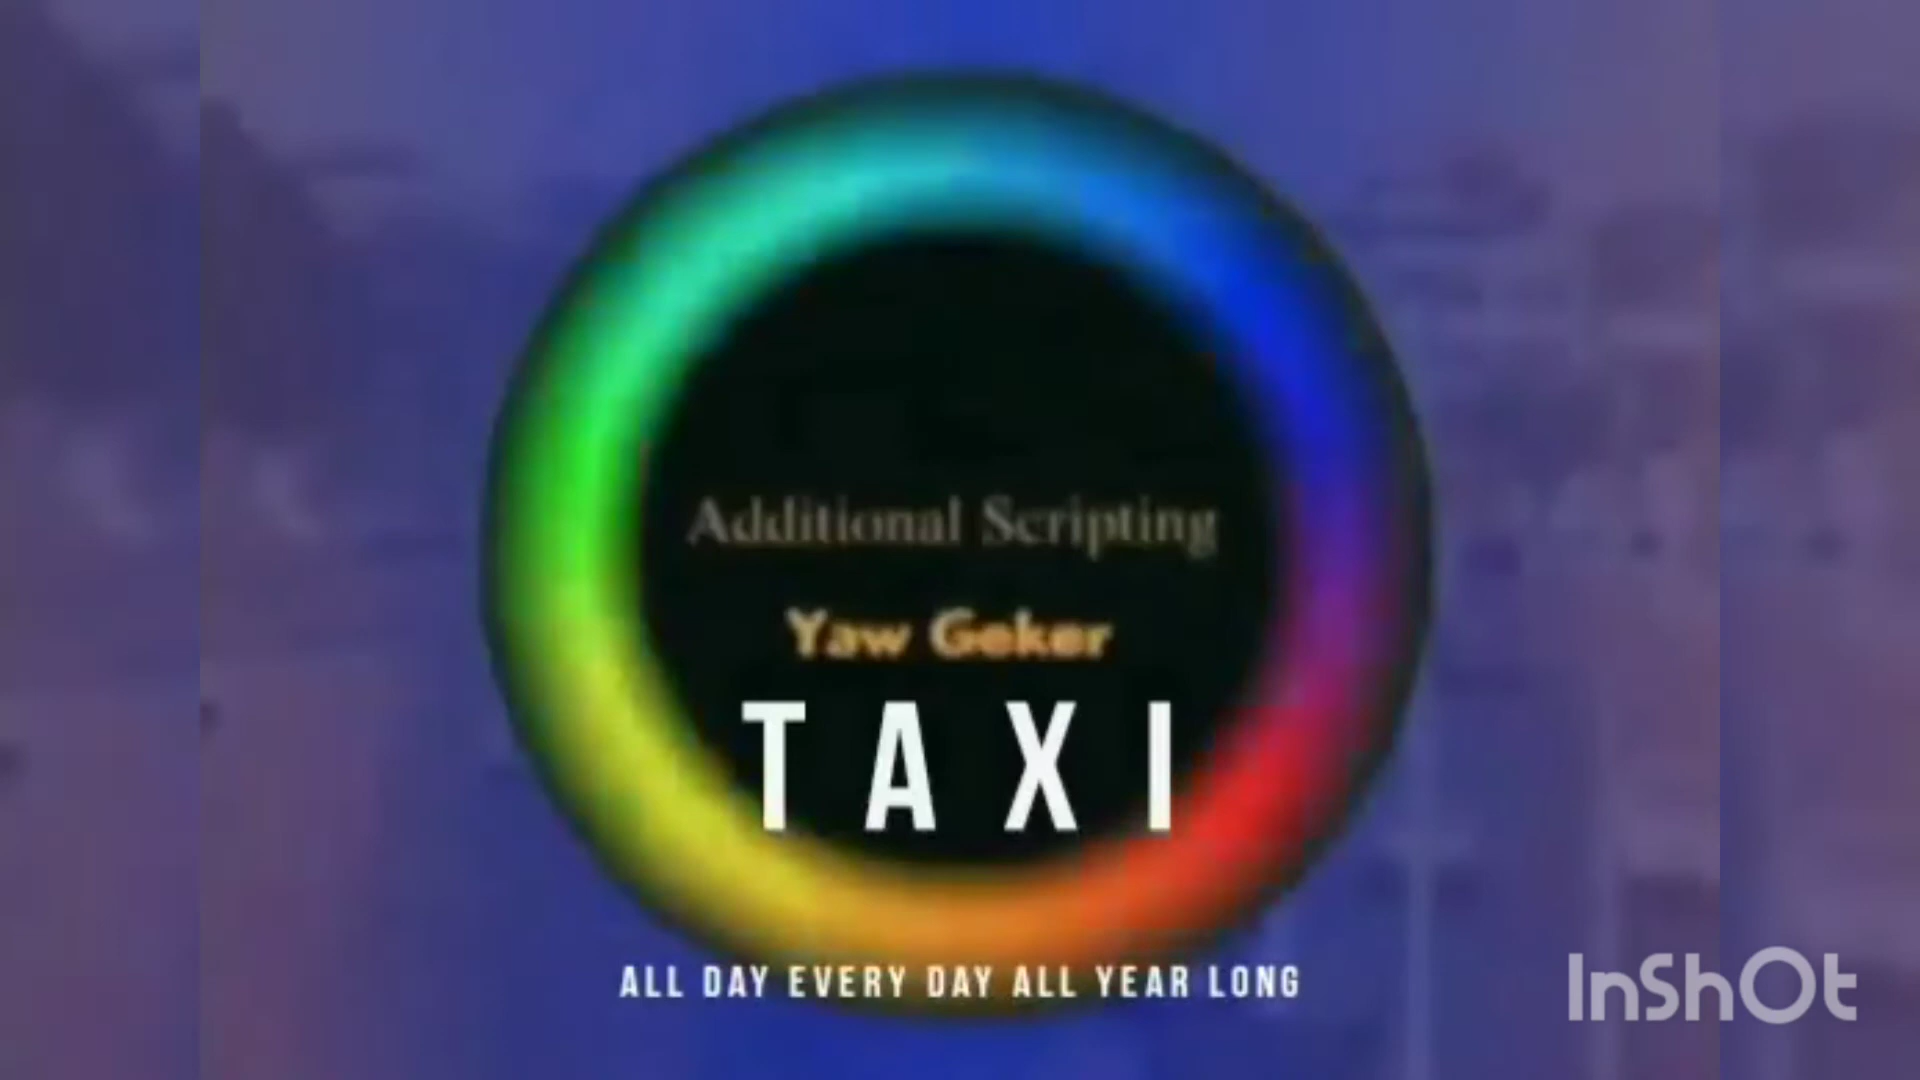 Additional Scripting
Yaw Geker
TAXI
ALL DAY EVERY DAY ALL YEAR LONG
InShOt